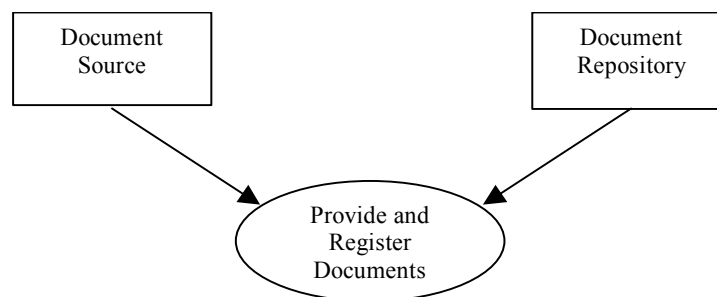 Document
Source
Document
Repository
Provide and
Register
Documents